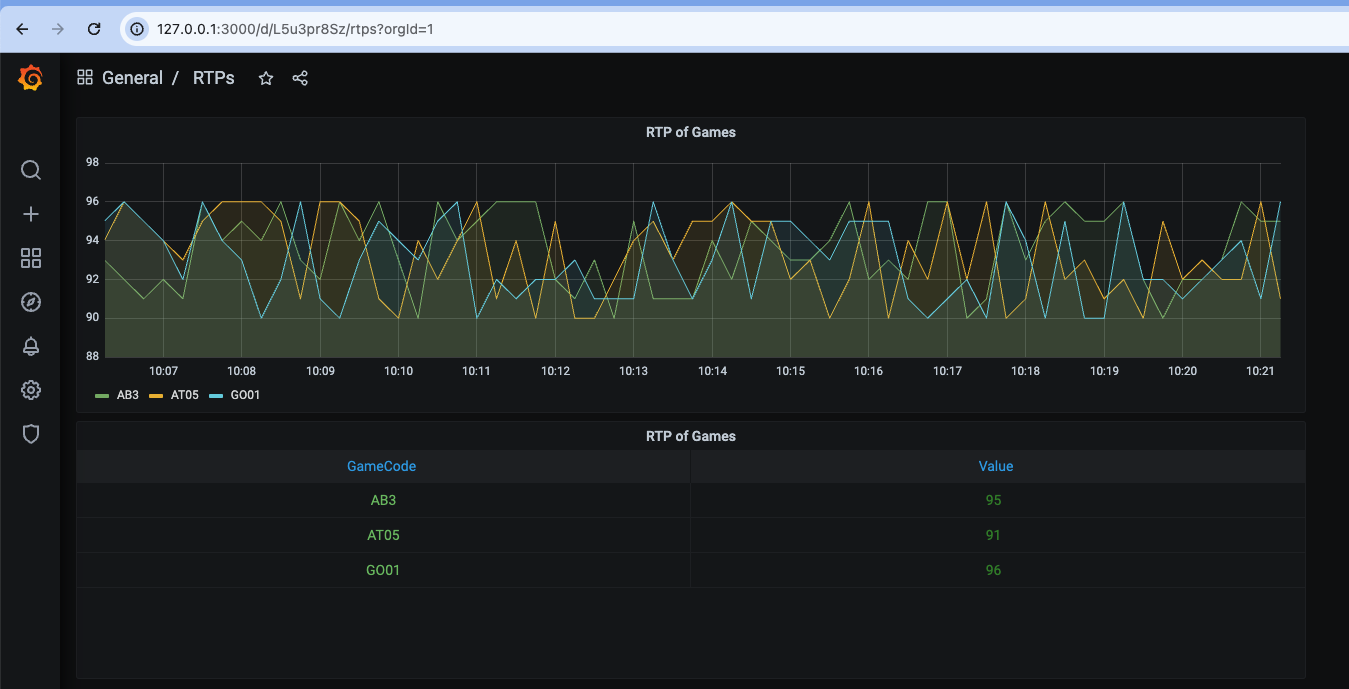 127.0.0.1:3000/d/L5u3pr8Sz/rtps?orgId=1
General / RTPs
RTP of Games
98
96
94
92
90
88
10:07 10:08 10:09 10:10 10:11 10:12 10:13 10:14 10:15 10:16 10:17 10:18 10:19 10:20 10:21
AB3 AT05 GO01
RTP of Games
GameCode Value
AB3 95
AT05 91
GO01 96